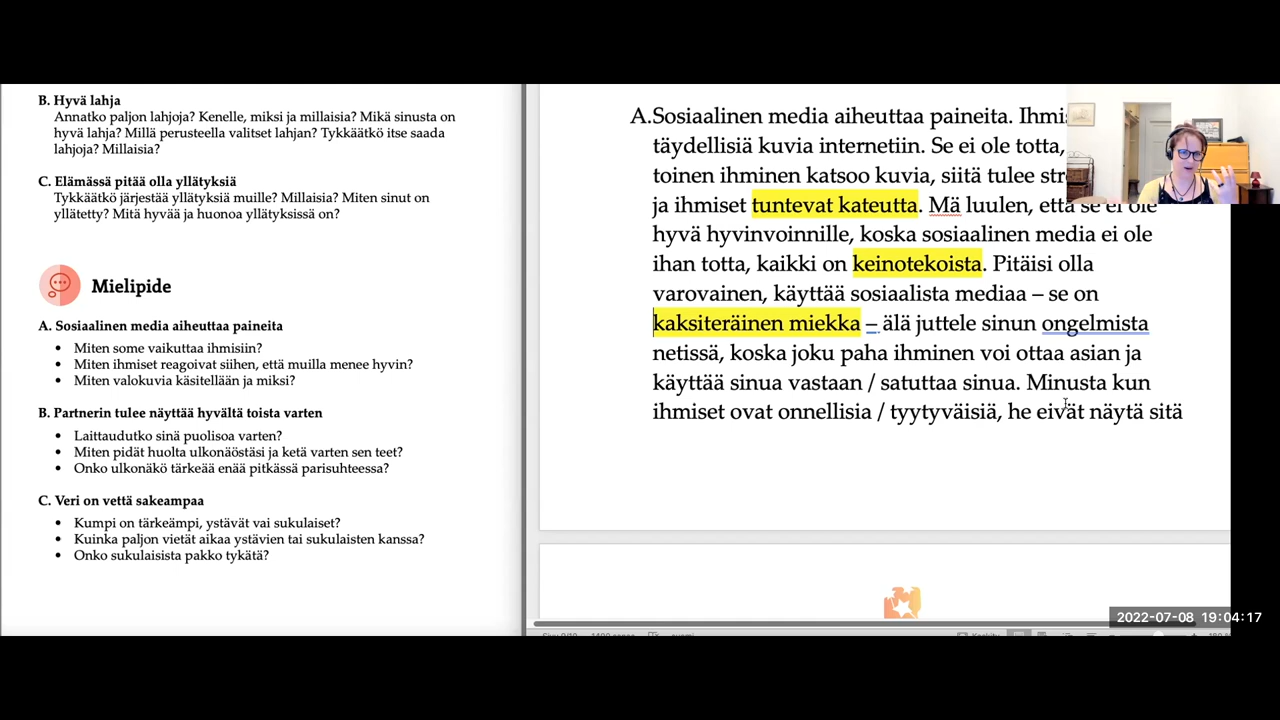 B. Hyvä lahja
Annatko paljon lahjoja? Kenelle, miksi ja millaisia? Mikä sinusta on
hyvä lahja? Millä perusteella valitset lahjan? Tykkäätkö itse saada
lahjoja? Millaisia?
C. Elämässä pitää olla yllätyksiä
Tykkäätkö järjestää yllätyksiä muille? Millaisia? Miten sinut on
yllätetty? Mitä hyvää ja huonoa yllätyksissä on?
Mielipide
A. Sosiaalinen media aiheuttaa paineita
• Miten some vaikuttaa ihmisiin?
• Miten ihmiset reagoivat siihen, että muilla menee hyvin?
• Miten valokuvia käsitellään ja miksi?
B. Partnerin tulee näyttää hyvältä toista varten
• Laittaudutko sinä puolisoa varten?
• Miten pidät huolta ulkonäöstäsi ja ketä varten sen teet?
• Onko ulkonäkö tärkeää enää pitkässä parisuhteessa?
C. Veri on vettä sakeampaa
• Kumpi on tärkeämpi, ystävät vai sukulaiset?
• Kuinka paljon vietät aikaa ystävien tai sukulaisten kanssa?
• Onko sukulaisista pakko tykätä?
A.Sosiaalinen media aiheuttaa paineita.
täydellisiä kuvia internetiin. Se ei ole totta,
toinen ihminen katsoo kuvia, siitä tulee
ja ihmiset tuntevat kateutta. Mä luulen, että se ei ole
hyvä hyvinvoinnille, koska sosiaalinen media ei ole
ihan totta, kaikki on keinotekoista. Pitäisi olla
varovainen, käyttää sosiaalista mediaa – se on
kaksiteräinen miekka – älä juttele sinun ongelmista
netissä, koska joku paha ihminen voi ottaa asian ja
käyttää sinua vastaan / satuttaa sinua. Minusta kun
ihmiset ovat onnellisia / tyytyväisiä, he eivät näytä sitä
2022-07-08 19:04:17